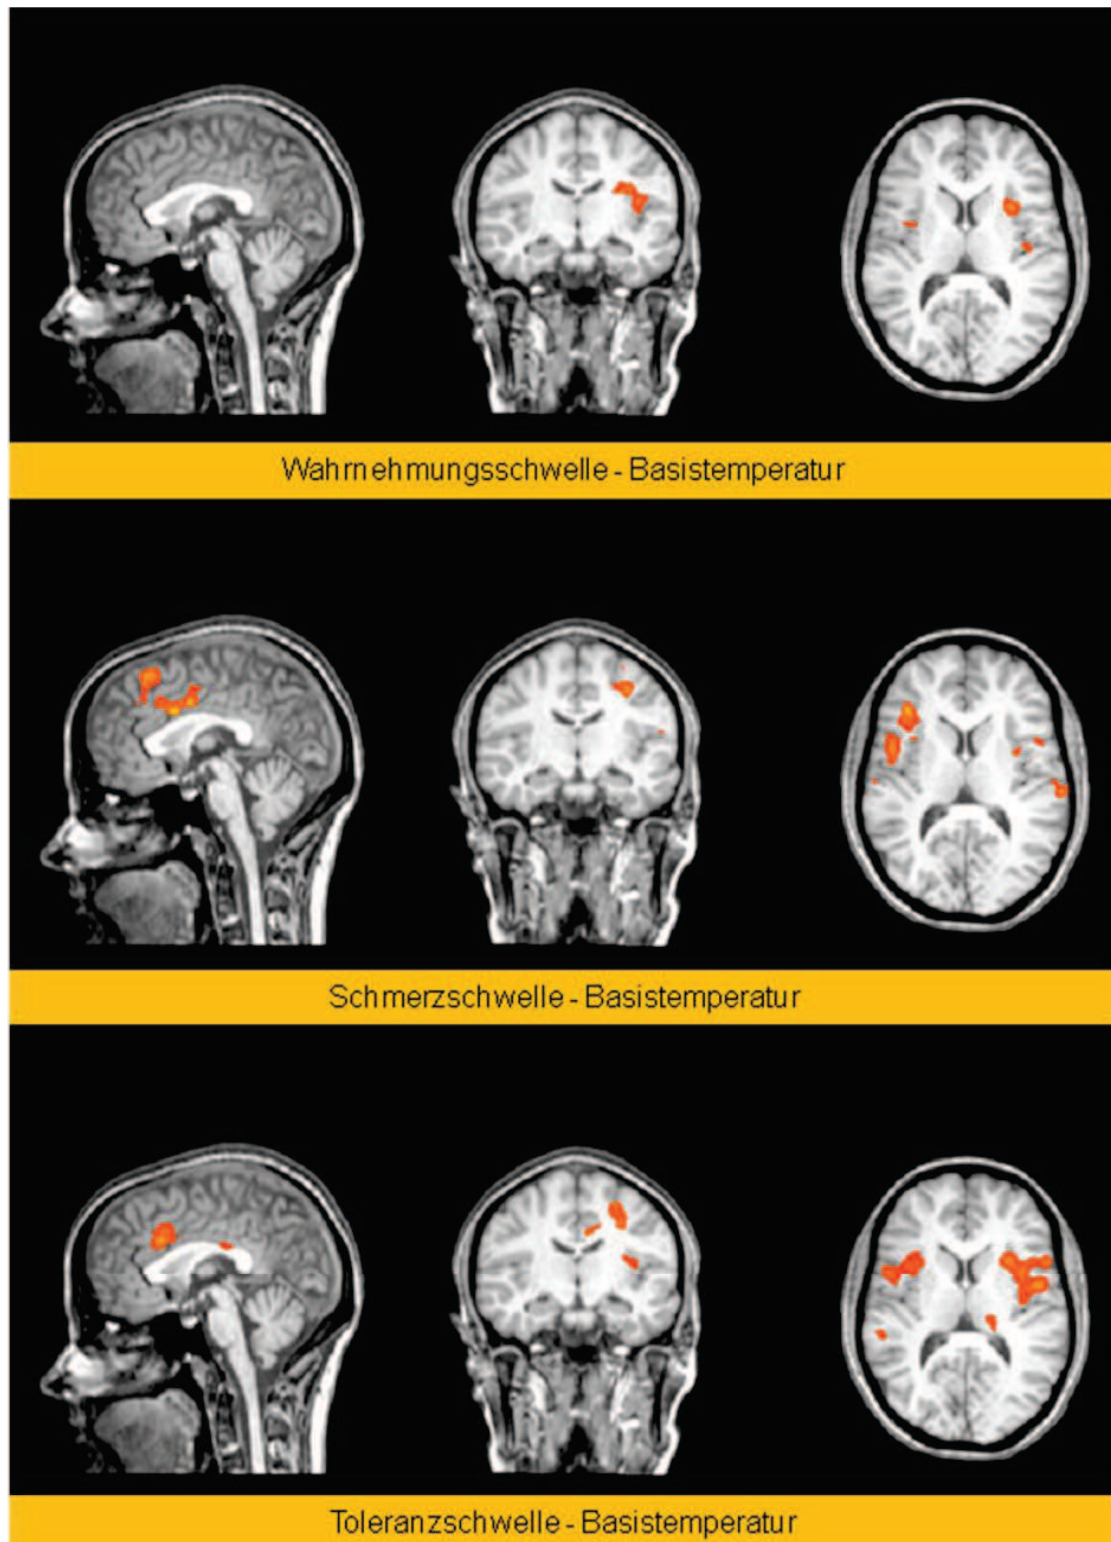 Wahrnehmungsschwelle - Basistemperatur
Schmerzschwelle - Basistemperatur
Toleranzschwelle - Basistemperatur